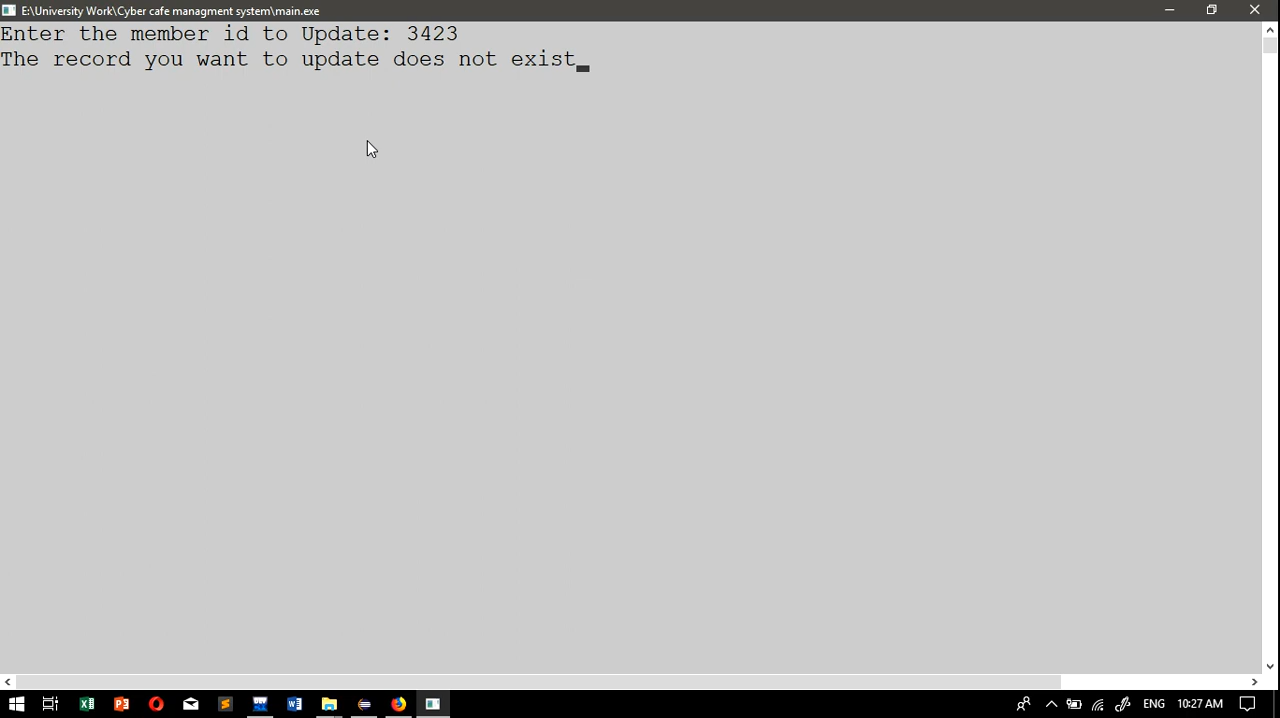 E:\University Work\Cyber cafe managment system\main.exe
Enter the member id to Update: 3423
The record you want to update does not exist
ENG
10:27 AM